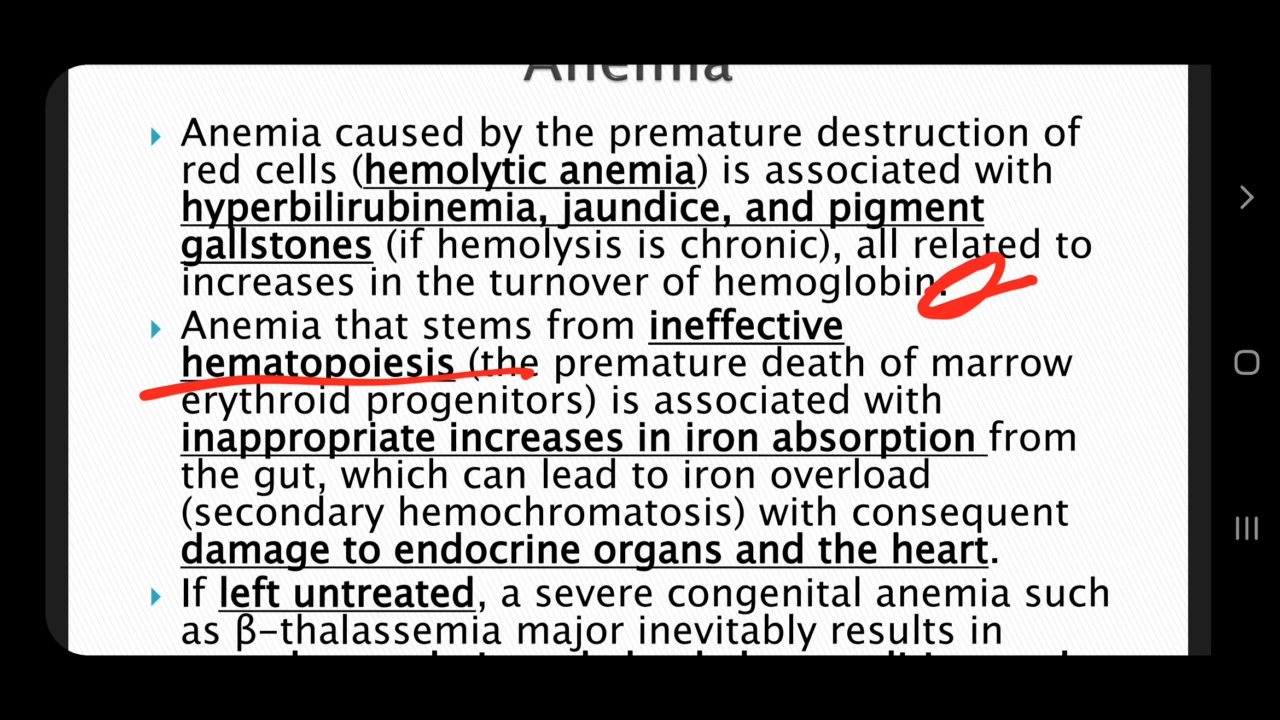 Anemia
Anemia caused by the premature destruction of
red cells (hemolytic anemia) is associated with
hyperbilirubinemia, jaundice, and pigment
gallstones (if hemolysis is chronic), all related to
increases in the turnover of hemoglobin.
Anemia that stems from ineffective
hematopoiesis (the premature death of marrow
erythroid progenitors) is associated with
inappropriate increases in iron absorption from
the gut, which can lead to iron overload
(secondary hemochromatosis) with consequent
damage to endocrine organs and the heart.
If left untreated, a severe congenital anemia such
as β-thalassemia major inevitably results in